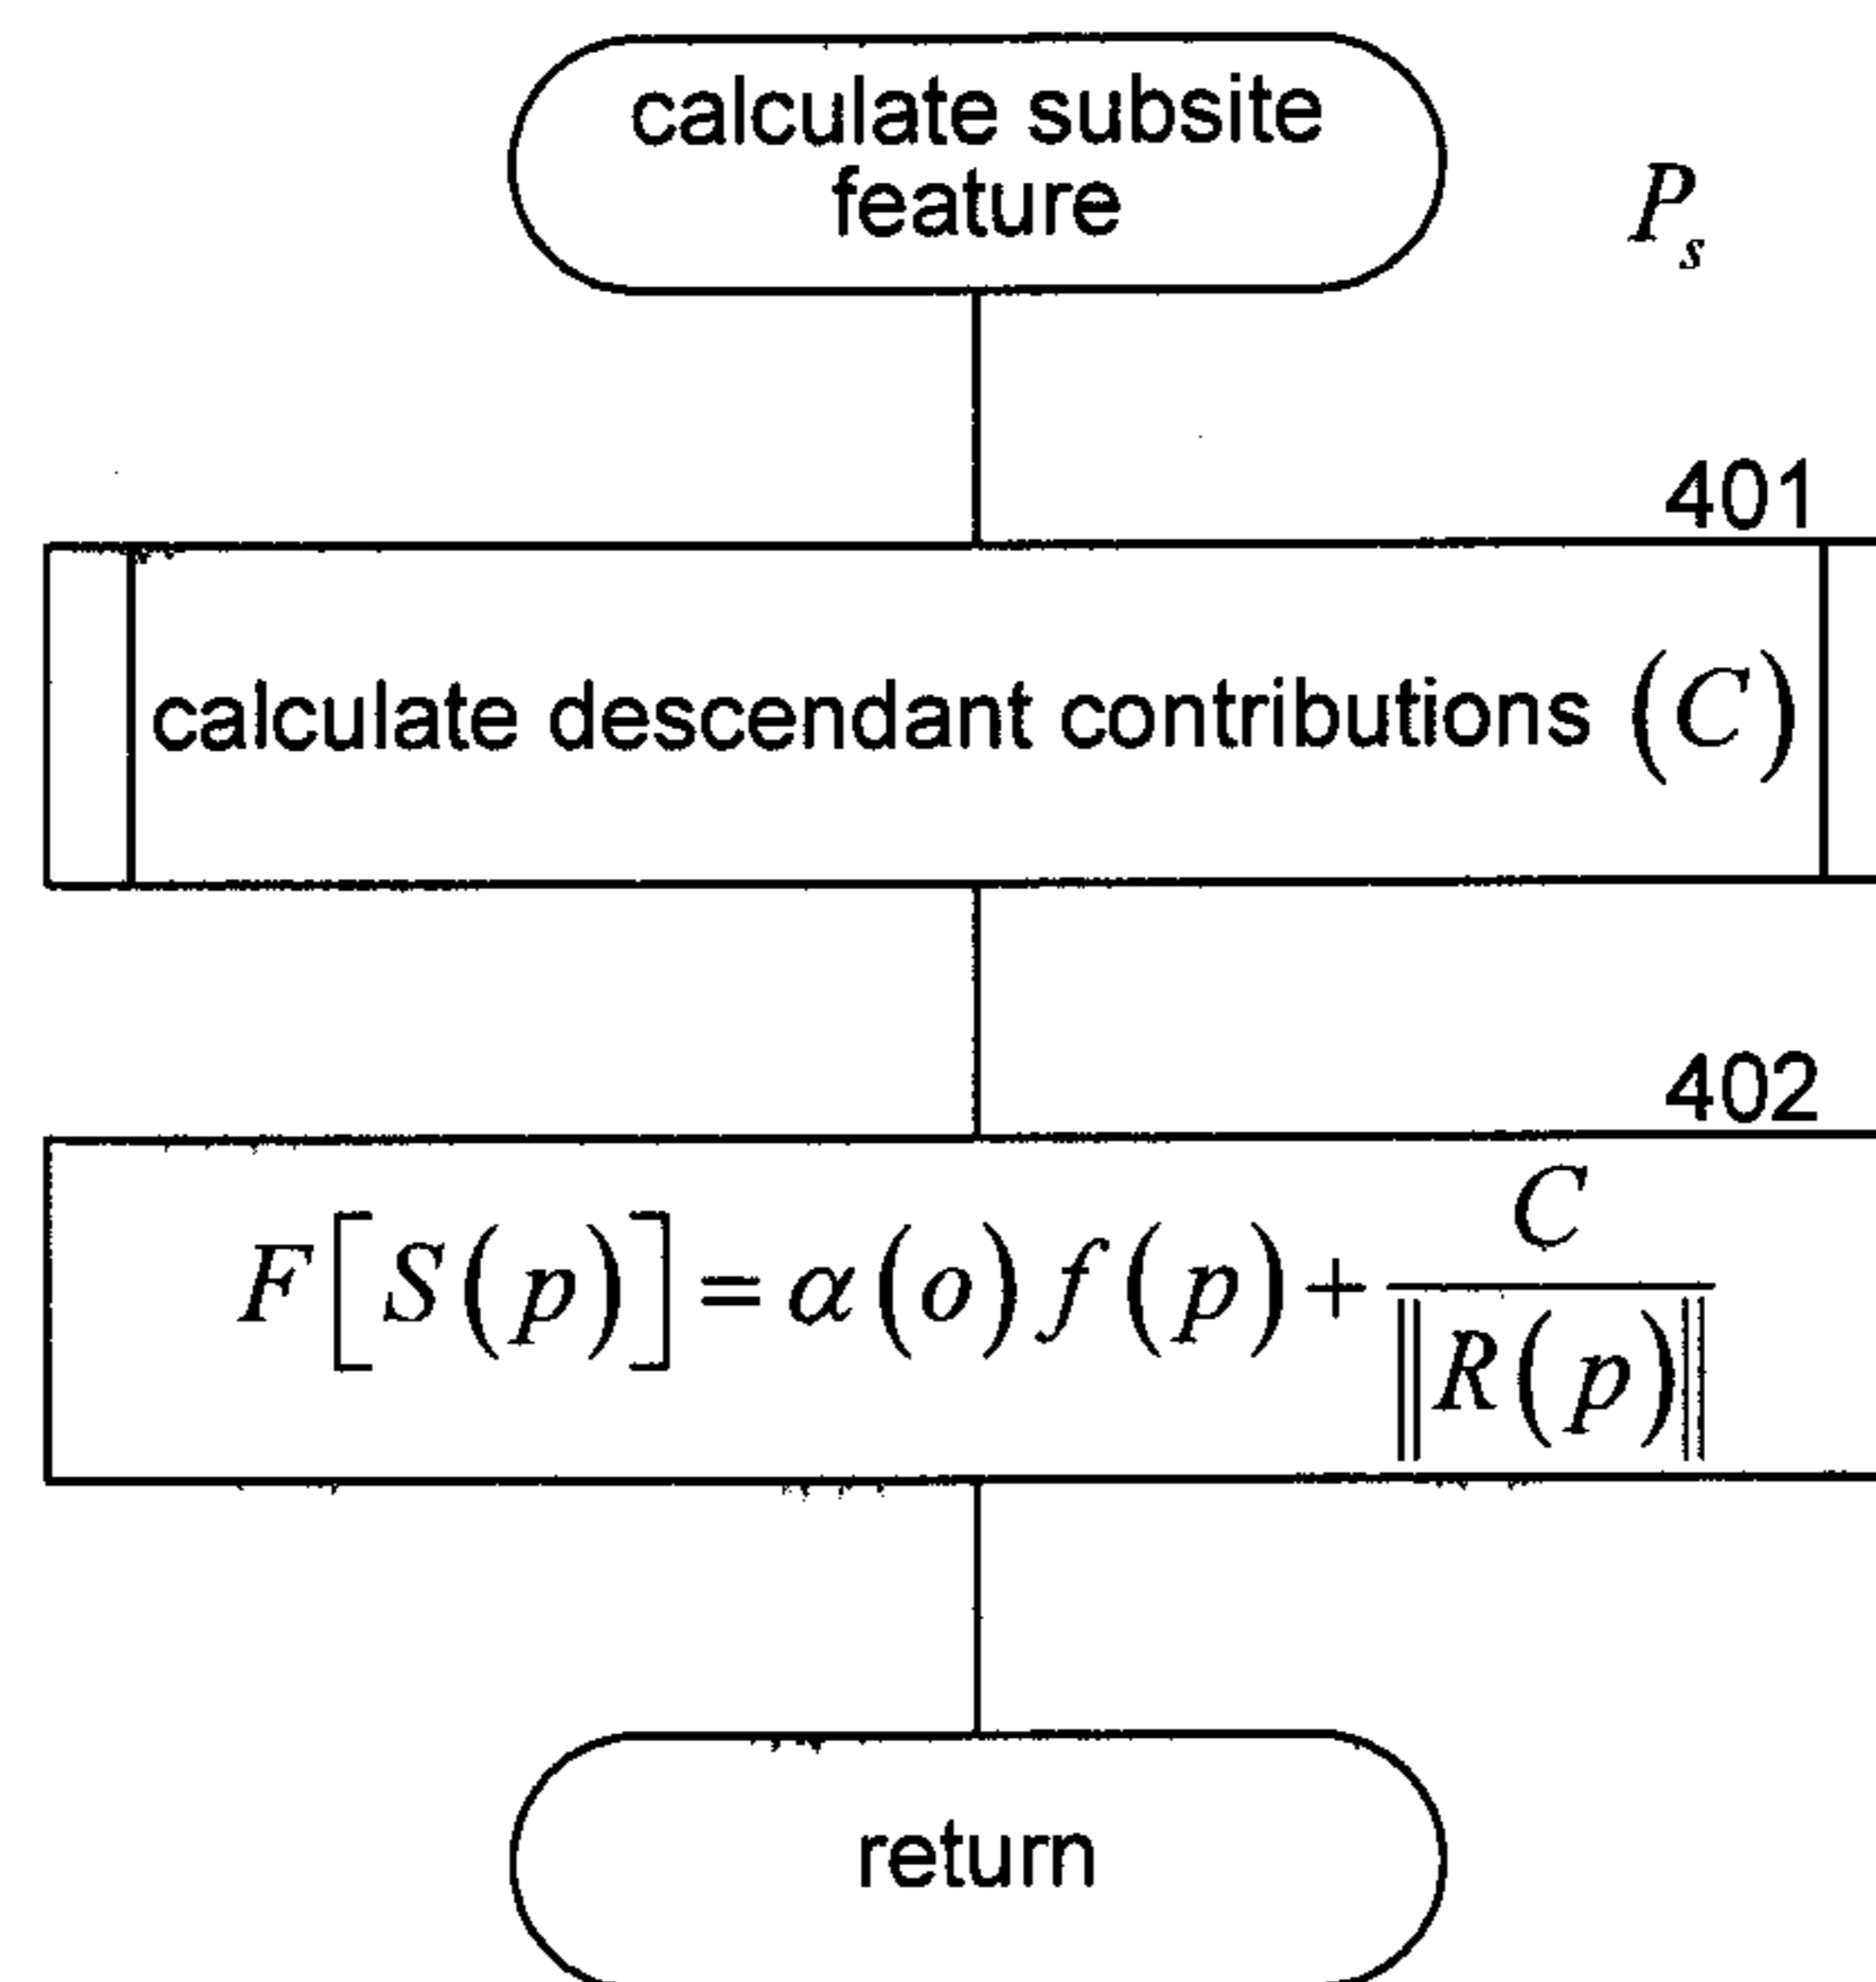 calculate subsite
feature
P_s
401
calculate descendant contributions (C)
402
F[S(p)] = α(o) f(p) + C / ‖R(p)‖
return